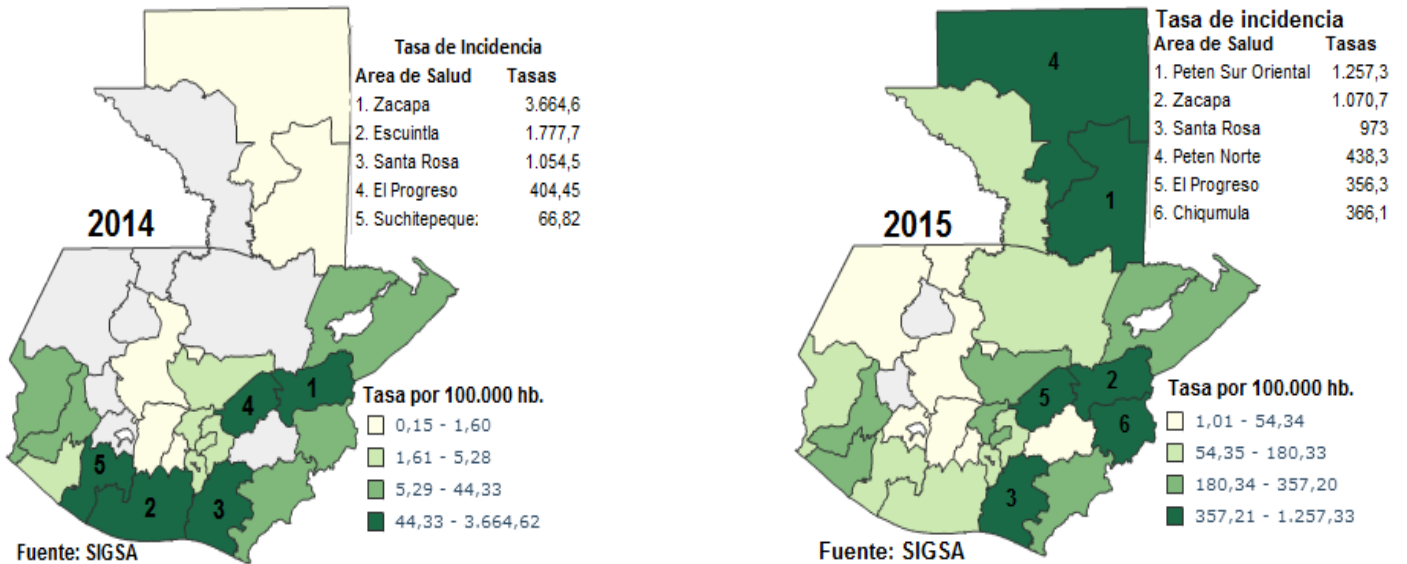 Tasa de Incidencia
Area de Salud Tasas
1. Zacapa 3.664,6
2. Escuintla 1.777,7
3. Santa Rosa 1.054,5
4. El Progreso 404,45
5. Suchitepequez 66,82
2014
1
4
5
2
3
Tasa por 100.000 hb.
0,15 - 1,60
1,61 - 5,28
5,29 - 44,33
44,33 - 3.664,62
Fuente: SIGSA
Tasa de incidencia
Area de Salud Tasas
1. Peten Sur Oriental 1.257,3
2. Zacapa 1.070,7
3. Santa Rosa 973
4. Peten Norte 438,3
5. El Progreso 356,3
6. Chiqumula 366,1
4
1
2015
2
5
6
3
Tasa por 100.000 hb.
1,01 - 54,34
54,35 - 180,33
180,34 - 357,20
357,21 - 1.257,33
Fuente: SIGSA